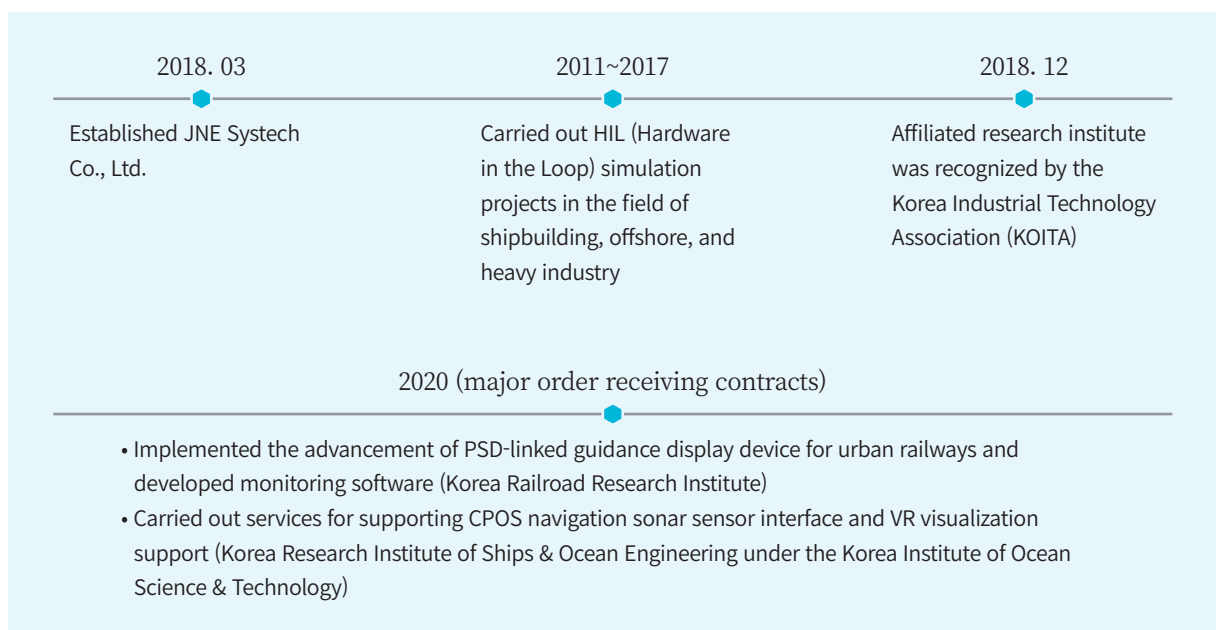 2018. 03
Established JNE Systech
Co., Ltd.
2011~2017
Carried out HIL (Hardware
in the Loop) simulation
projects in the field of
shipbuilding, offshore, and
heavy industry
2018. 12
Affiliated research institute
was recognized by the
Korea Industrial Technology
Association (KOITA)
2020 (major order receiving contracts)
• Implemented the advancement of PSD-linked guidance display device for urban railways and
developed monitoring software (Korea Railroad Research Institute)
• Carried out services for supporting CPOS navigation sonar sensor interface and VR visualization
support (Korea Research Institute of Ships & Ocean Engineering under the Korea Institute of Ocean
Science & Technology)